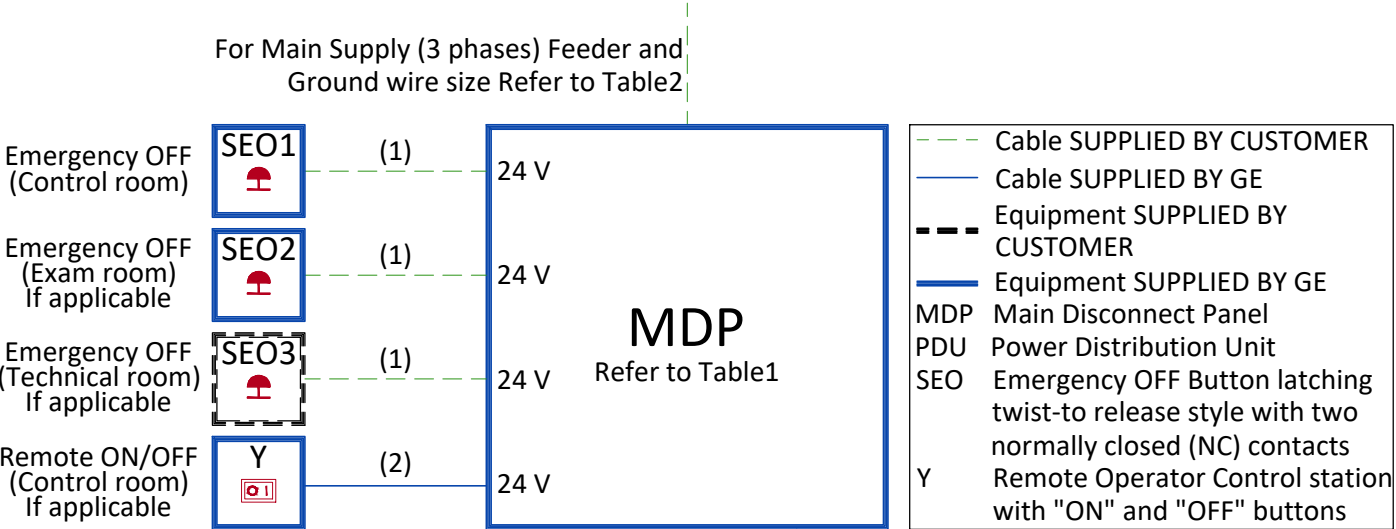 For Main Supply (3 phases) Feeder and
Ground wire size Refer to Table2
Emergency OFF
(Control room)
SEO1
(1)
24 V
Emergency OFF
(Exam room)
If applicable
SEO2
(1)
24 V
Emergency OFF
(Technical room)
If applicable
SEO3
(1)
24 V
Remote ON/OFF
(Control room)
If applicable
Y
(2)
24 V
MDP
Refer to Table1
Cable SUPPLIED BY CUSTOMER
Cable SUPPLIED BY GE
Equipment SUPPLIED BY
CUSTOMER
Equipment SUPPLIED BY GE
MDP Main Disconnect Panel
PDU Power Distribution Unit
SEO Emergency OFF Button latching
twist-to release style with two
normally closed (NC) contacts
Y Remote Operator Control station
with "ON" and "OFF" buttons